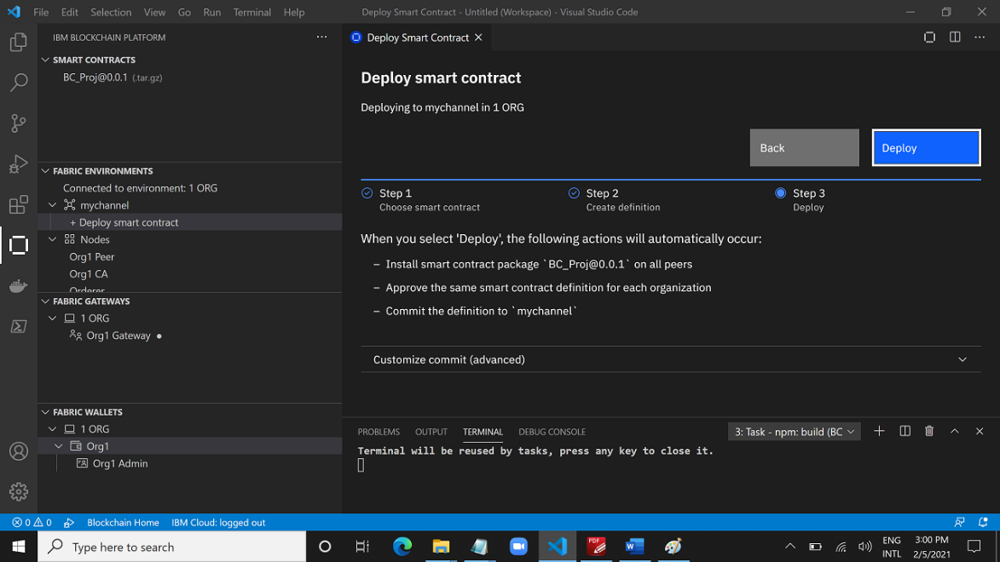 File Edit Selection View Go Run Terminal Help
Deploy Smart Contract - Untitled (Workspace) - Visual Studio Code
IBM BLOCKCHAIN PLATFORM
SMART CONTRACTS
BC_Proj@0.0.1 (.tar.gz)
FABRIC ENVIRONMENTS
Connected to environment: 1 ORG
mychannel
+ Deploy smart contract
Nodes
Org1 Peer
Org1 CA
Orderer
FABRIC GATEWAYS
1 ORG
Org1 Gateway
FABRIC WALLETS
1 ORG
Org1
Org1 Admin
Deploy Smart Contract
Deploy smart contract
Deploying to mychannel in 1 ORG
Back
Deploy
Step 1
Choose smart contract
Step 2
Create definition
Step 3
Deploy
When you select 'Deploy', the following actions will automatically occur:
– Install smart contract package `BC_Proj@0.0.1` on all peers
– Approve the same smart contract definition for each organization
– Commit the definition to `mychannel`
Customize commit (advanced)
PROBLEMS OUTPUT TERMINAL DEBUG CONSOLE
3: Task - npm: build (BC
Terminal will be reused by tasks, press any key to close it.
0 0 Blockchain Home IBM Cloud: logged out
Type here to search
PDF
W
ENG
INTL
3:00 PM
2/5/2021